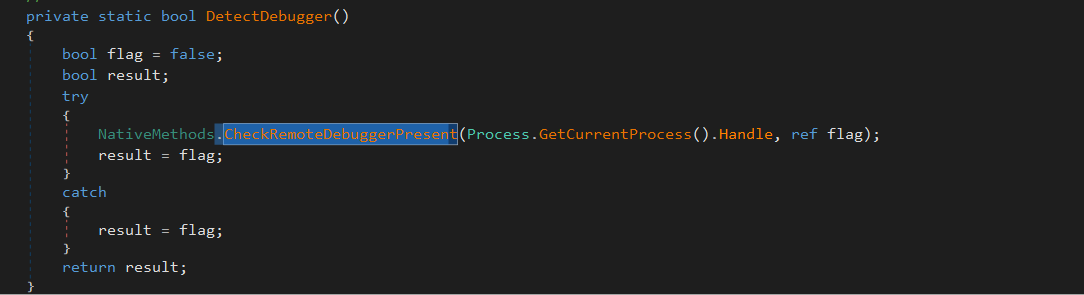 private static bool DetectDebugger()
{
bool flag = false;
bool result;
try
{
NativeMethods.CheckRemoteDebuggerPresent(Process.GetCurrentProcess().Handle, ref flag);
result = flag;
}
catch
{
result = flag;
}
return result;
}